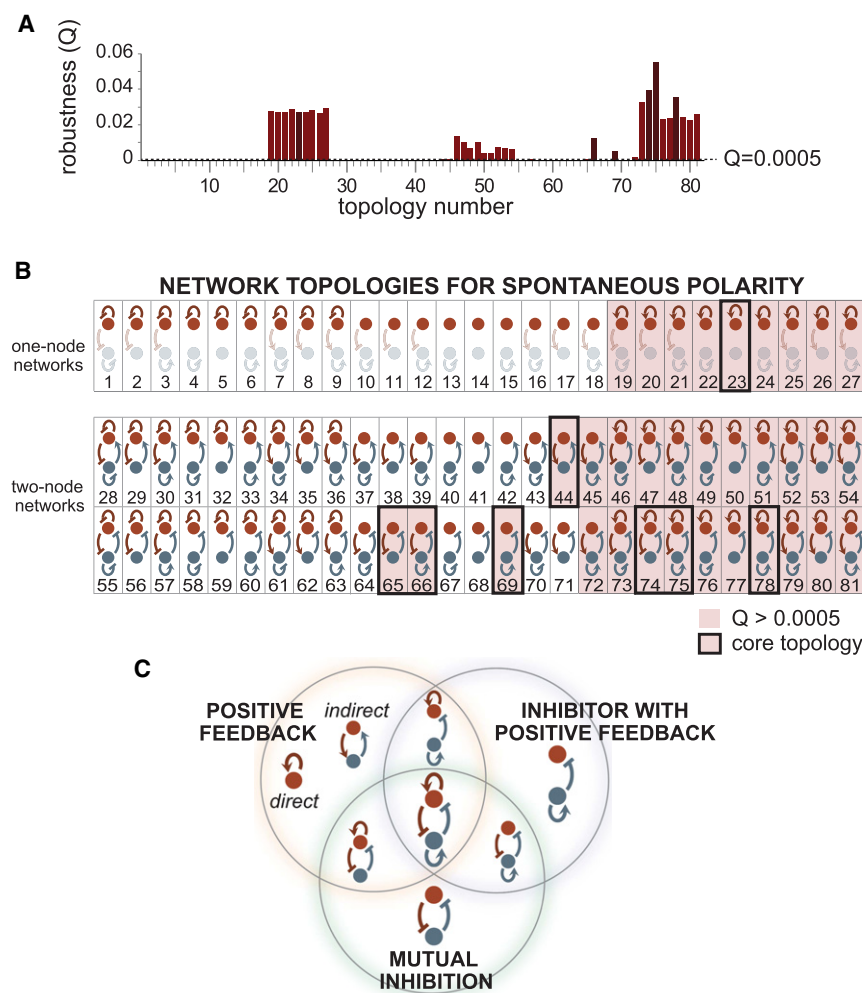 A
robustness (Q)
0.06
0.04
0.02
0
Q=0.0005
10 20 30 40 50 60 70 80
topology number
B
NETWORK TOPOLOGIES FOR SPONTANEOUS POLARITY
one-node
networks
1 2 3 4 5 6 7 8 9 10 11 12 13 14 15 16 17 18 19 20 21 22 23 24 25 26 27
two-node
networks
28 29 30 31 32 33 34 35 36 37 38 39 40 41 42 43 44 45 46 47 48 49 50 51 52 53 54
55 56 57 58 59 60 61 62 63 64 65 66 67 68 69 70 71 72 73 74 75 76 77 78 79 80 81
Q > 0.0005
core topology
C
POSITIVE
FEEDBACK
indirect
direct
INHIBITOR WITH
POSITIVE FEEDBACK
MUTUAL
INHIBITION